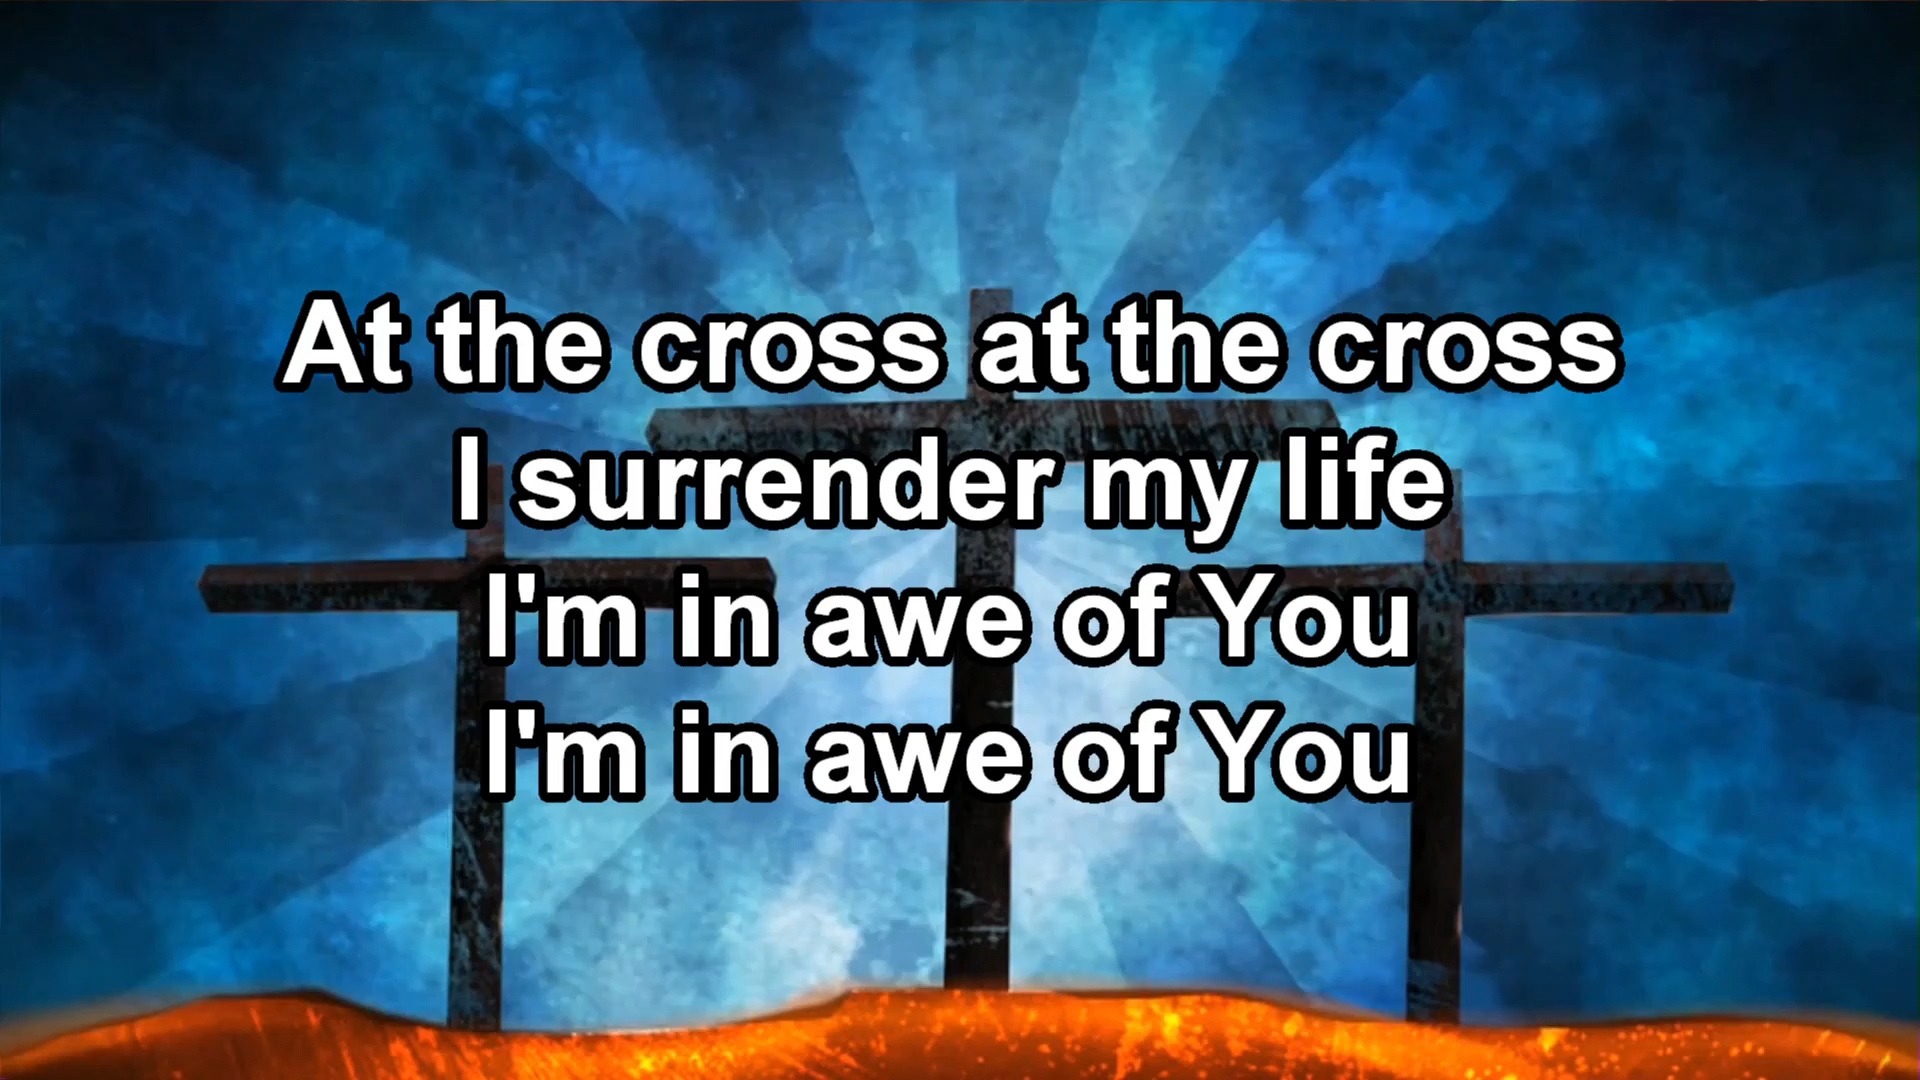 At the cross at the cross
I surrender my life
I'm in awe of You
I'm in awe of You